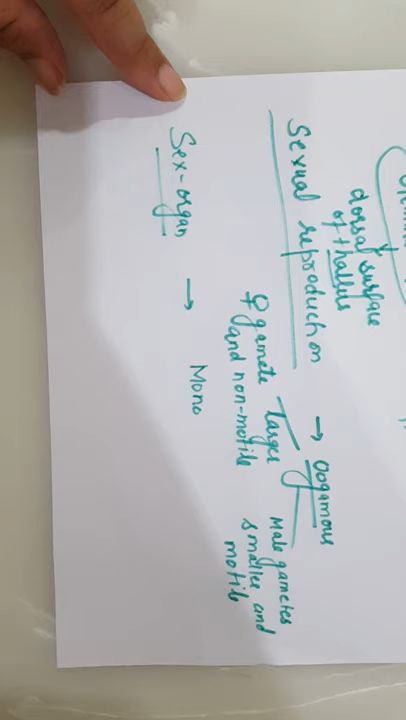 dorsal surface
of thallus
Sexual reproduction → Oogamous
♀ gamete larger
and non-motile
Male gametes
smaller and
motile
Sex-organ → Mono